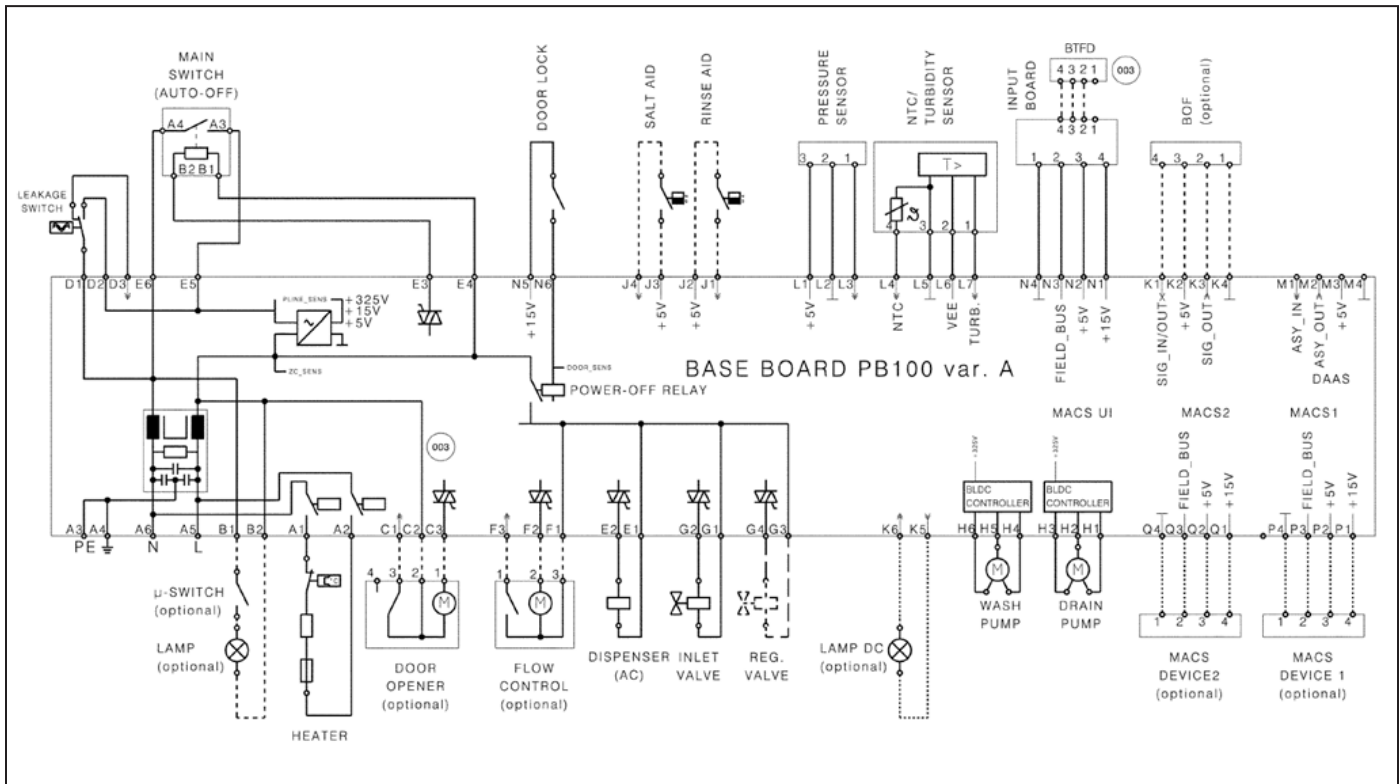 MAIN
SWITCH
(AUTO-OFF)
A4 A3
B2 B1
LEAKAGE
SWITCH
DOOR LOCK
SALT AID
RINSE AID
PRESSURE
SENSOR
3 2 1
NTC/
TURBIDITY
SENSOR
T>
4 3 2 1
INPUT
BOARD
BTFD
4 3 2 1
003
4 3 2 1
1 2 3 4
BOF
(optional)
4 3 2 1
D1 D2 D3 E6 E5 E3 E4 N5 N6 J4 J3 J2 J1 L1 L2 L3 L4 L5 L6 L7 N4 N3 N2 N1 K1 K2 K3 K4 M1 M2 M3 M4
PLINE_SENS
+325V
+15V
+5V
ZC_SENS
+15V
+5V
+5V
+5V
NTC
VEE
TURB.
FIELD_BUS
+5V
+15V
SIG_IN/OUT
+5V
SIG_OUT
ASY_IN
ASY_OUT
+5V
DAAS
DOOR_SENS
POWER-OFF RELAY
BASE BOARD PB100 var. A
MACS UI
MACS2
MACS1
003
+325V
+325V
BLDC
CONTROLLER
BLDC
CONTROLLER
FIELD_BUS
+5V
+15V
FIELD_BUS
+5V
+15V
A3 A4 A6 A5 B1 B2 A1 A2 C1 C2 C3 F3 F2 F1 E2 E1 G2 G1 G4 G3 K6 K5 H6 H5 H4 H3 H2 H1 Q4 Q3 Q2 Q1 P4 P3 P2 P1
PE N L
µ-SWITCH
(optional)
LAMP
(optional)
°C
HEATER
4 3 2 1
M
DOOR
OPENER
(optional)
1 2 3
M
FLOW
CONTROL
(optional)
DISPENSER
(AC)
INLET
VALVE
REG.
VALVE
LAMP DC
(optional)
M
WASH
PUMP
M
DRAIN
PUMP
1 2 3 4
MACS
DEVICE2
(optional)
1 2 3 4
MACS
DEVICE 1
(optional)